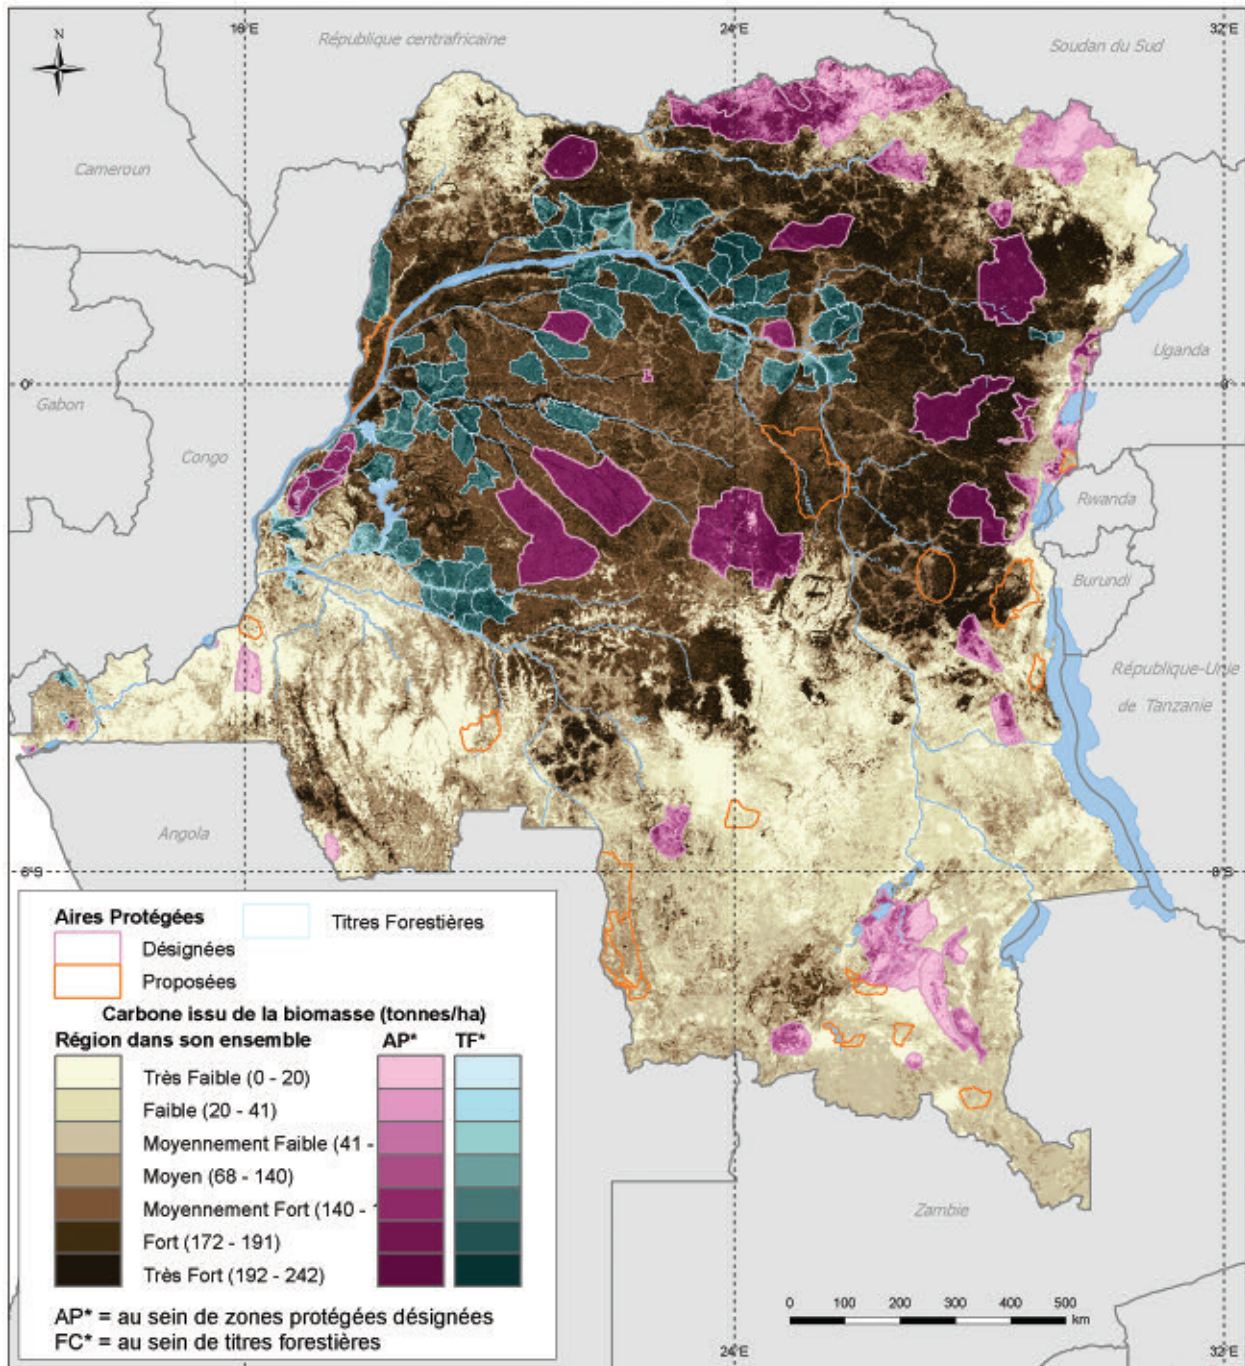 16°E
24°E
32°E
N
République centrafricaine
Soudan du Sud
Cameroun
Uganda
0°
0°
Gabon
Congo
Rwanda
Burundi
République-Unie
de Tanzanie
Angola
8°S
8°S
Zambie
Aires Protégées
Titres Forestières
Désignées
Proposées
Carbone issu de la biomasse (tonnes/ha)
Région dans son ensemble AP* TF*
Très Faible (0 - 20)
Faible (20 - 41)
Moyennement Faible (41 -
Moyen (68 - 140)
Moyennement Fort (140 -
Fort (172 - 191)
Très Fort (192 - 242)
AP* = au sein de zones protégées désignées
FC* = au sein de titres forestières
0 100 200 300 400 500
km
24°E
32°E